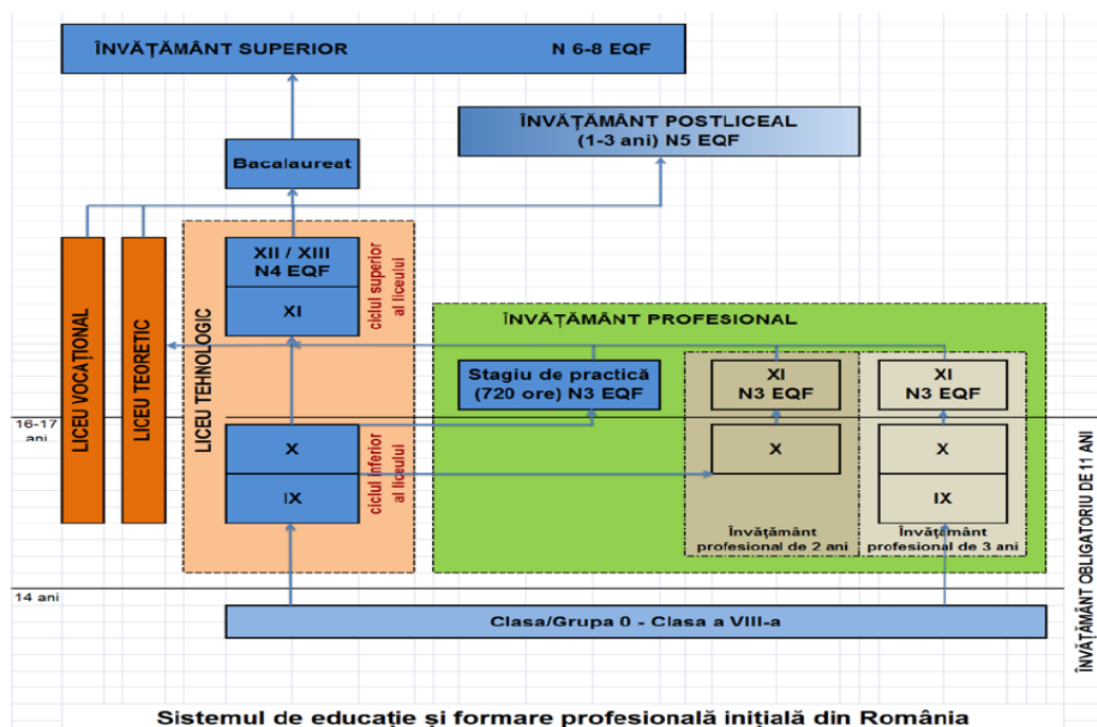 ÎNVĂȚĂMÂNT SUPERIOR N 6-8 EQF
ÎNVĂȚĂMÂNT POSTLICEAL
(1-3 ani) N5 EQF
Bacalaureat
LICEU VOCAȚIONAL
LICEU TEORETIC
LICEU TEHNOLOGIC
XII / XIII
N4 EQF
XI
ciclul superior
al liceului
ÎNVĂȚĂMÂNT PROFESIONAL
Stagiu de practică
(720 ore) N3 EQF
XI
N3 EQF
XI
N3 EQF
16-17
ani
X
IX
ciclul inferior
al liceului
X
X
IX
Învățământ
profesional de 2 ani
Învățământ
profesional de 3 ani
14 ani
Clasa/Grupa 0 - Clasa a VIII-a
ÎNVĂȚĂMÂNT OBLIGATORIU DE 11 ANI
Sistemul de educație și formare profesională inițială din România